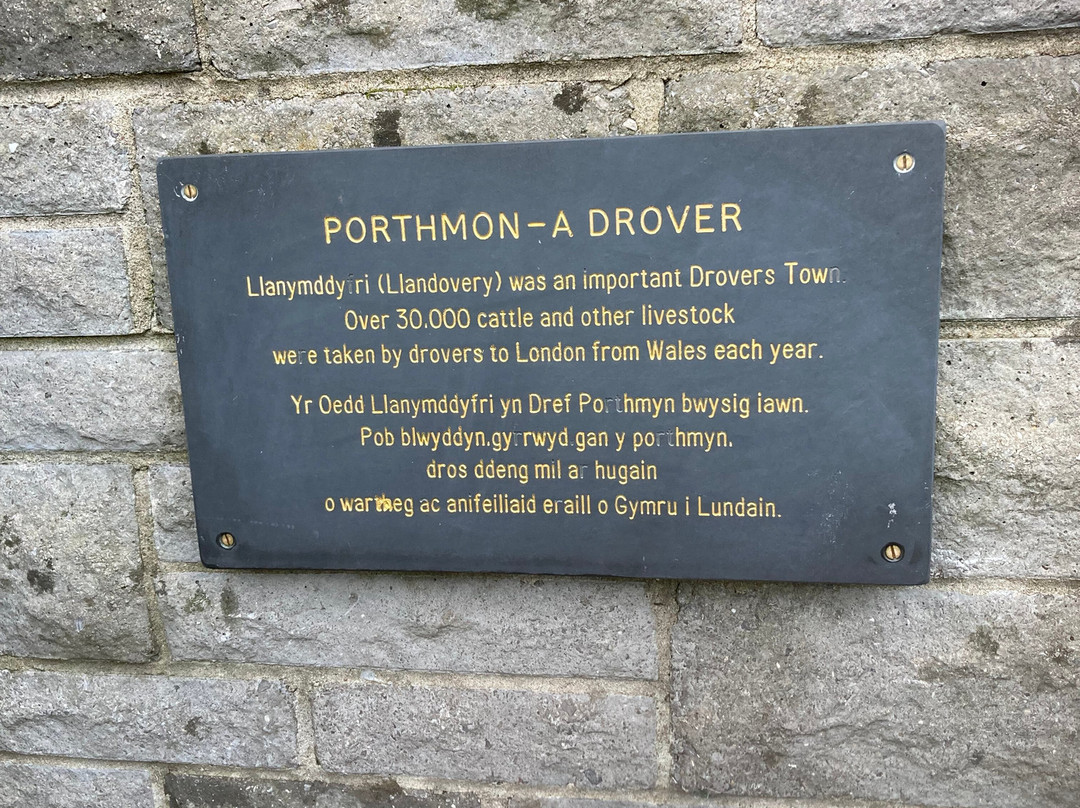 PORTHMON-A DROVER
Llanymddyfri (Llandovery) was an important Drovers Town.
Over 30.000 cattle and other livestock
were taken by drovers to London from Wales each year.
Yr Oedd Llanymddyfri yn Dref Porthmyn bwysig iawn.
Pob blwyddyn.gyrrwyd.gan y porthmyn.
dros ddeng mil ar hugain
o wartheg ac anifeiliaid eraill o Gymru i Lundain.